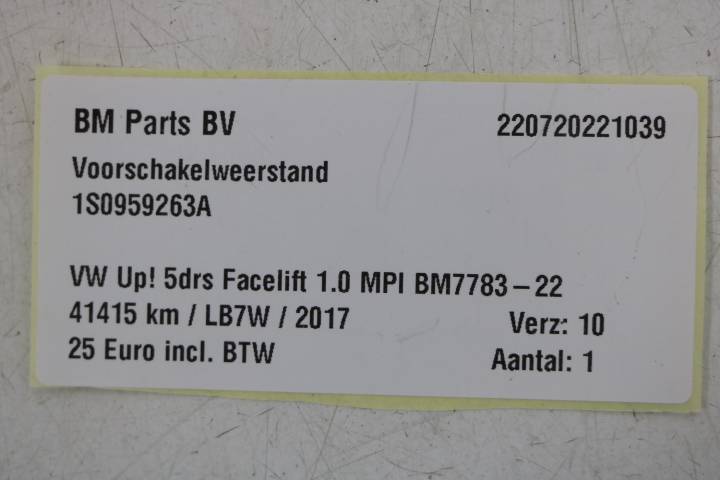 BM Parts BV 220720221039
Voorschakelweerstand
1S0959263A
VW Up! 5drs Facelift 1.0 MPI BM7783-22
41415 km / LB7W / 2017 Verz: 10
25 Euro incl. BTW Aantal: 1